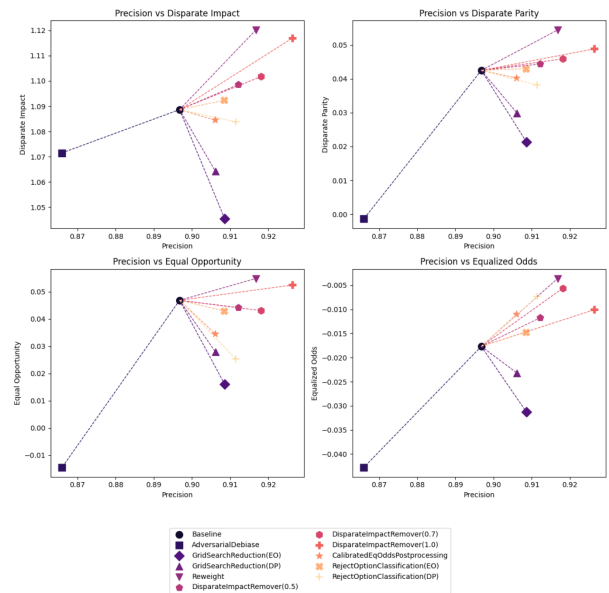 Precision vs Disparate Impact
Disparate Impact
1.12
1.11
1.10
1.09
1.08
1.07
1.06
1.05
0.87 0.88 0.89 0.90 0.91 0.92
Precision
Precision vs Disparate Parity
Disparate Parity
0.05
0.04
0.03
0.02
0.01
0.00
0.87 0.88 0.89 0.90 0.91 0.92
Precision
Precision vs Equal Opportunity
Equal Opportunity
0.05
0.04
0.03
0.02
0.01
0.00
−0.01
0.87 0.88 0.89 0.90 0.91 0.92
Precision
Precision vs Equalized Odds
Equalized Odds
−0.005
−0.010
−0.015
−0.020
−0.025
−0.030
−0.035
−0.040
0.87 0.88 0.89 0.90 0.91 0.92
Precision
Baseline
AdversarialDebiase
GridSearchReduction(EO)
GridSearchReduction(DP)
Reweight
DisparateImpactRemover(0.5)
DisparateImpactRemover(0.7)
DisparateImpactRemover(1.0)
CalibratedEqOddsPostprocessing
RejectOptionClassification(EO)
RejectOptionClassification(DP)